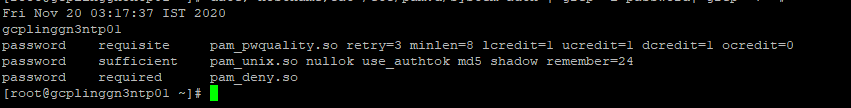 Fri Nov 20 03:17:37 IST 2020
gcplinggn3ntp01
password    requisite     pam_pwquality.so retry=3 minlen=8 lcredit=1 ucredit=1 dcredit=1 ocredit=0
password    sufficient    pam_unix.so nullok use_authtok md5 shadow remember=24
password    required      pam_deny.so
[root@gcplinggn3ntp01 ~]#